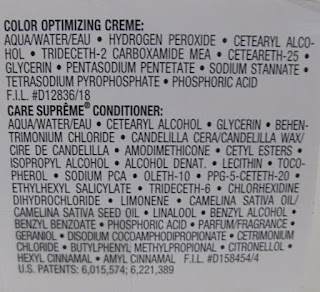 COLOR OPTIMIZING CREME:
AQUA/WATER/EAU • HYDROGEN PEROXIDE • CETEARYL ALCO-
HOL • TRIDECETH-2 CARBOXAMIDE MEA • CETEARETH-25 •
GLYCERIN • PENTASODIUM PENTETATE • SODIUM STANNATE •
TETRASODIUM PYROPHOSPHATE • PHOSPHORIC ACID
F.I.L. #D12836/18
CARE SUPRÊME® CONDITIONER:
AQUA/WATER/EAU • CETEARYL ALCOHOL • GLYCERIN • BEHEN-
TRIMONIUM CHLORIDE • CANDELILLA CERA/CANDELILLA WAX/
CIRE DE CANDELILLA • AMODIMETHICONE • CETYL ESTERS •
ISOPROPYL ALCOHOL • ALCOHOL DENAT. • LECITHIN • TOCO-
PHEROL • SODIUM PCA • OLETH-10 • PPG-5-CETETH-20 •
ETHYLHEXYL SALICYLATE • TRIDECETH-6 • CHLORHEXIDINE
DIHYDROCHLORIDE • LIMONENE • CAMELINA SATIVA OIL/
CAMELINA SATIVA SEED OIL • LINALOOL • BENZYL ALCOHOL •
BENZYL BENZOATE • PHOSPHORIC ACID • PARFUM/FRAGRANCE •
GERANIOL • DISODIUM COCOAMPHODIPROPIONATE • CETRIMONIUM
CHLORIDE • BUTYLPHENYL METHYLPROPIONAL • CITRONELLOL •
HEXYL CINNAMAL • AMYL CINNAMAL F.I.L. #D158454/4
U.S. PATENTS: 6,015,574; 6,221,389